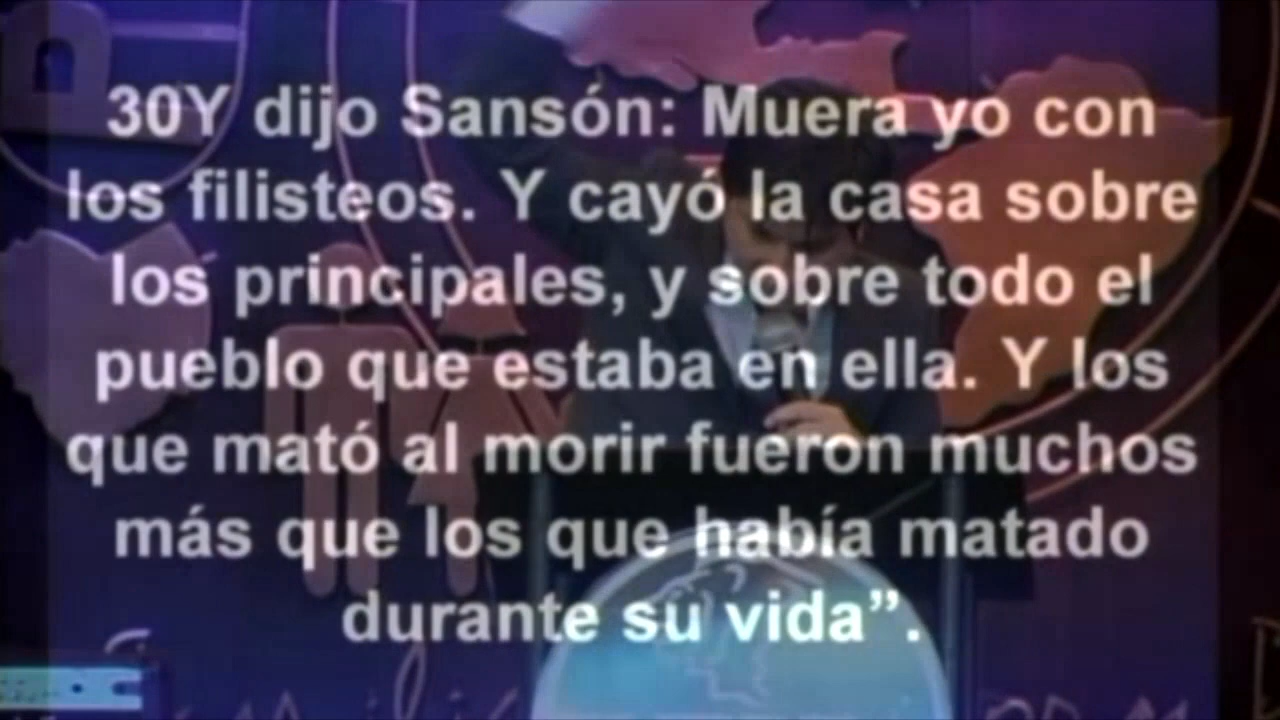 30Y dijo Sansón: Muera yo con
los filisteos. Y cayó la casa sobre
los principales, y sobre todo el
pueblo que estaba en ella. Y los
que mató al morir fueron muchos
más que los que había matado
durante su vida”.